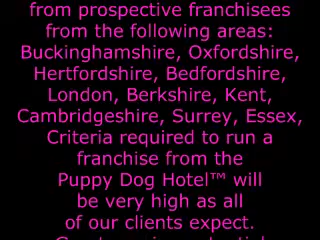 from prospective franchisees
from the following areas:
Buckinghamshire, Oxfordshire,
Hertfordshire, Bedfordshire,
London, Berkshire, Kent,
Cambridgeshire, Surrey, Essex,
Criteria required to run a
franchise from the
Puppy Dog Hotel™ will
be very high as all
of our clients expect.